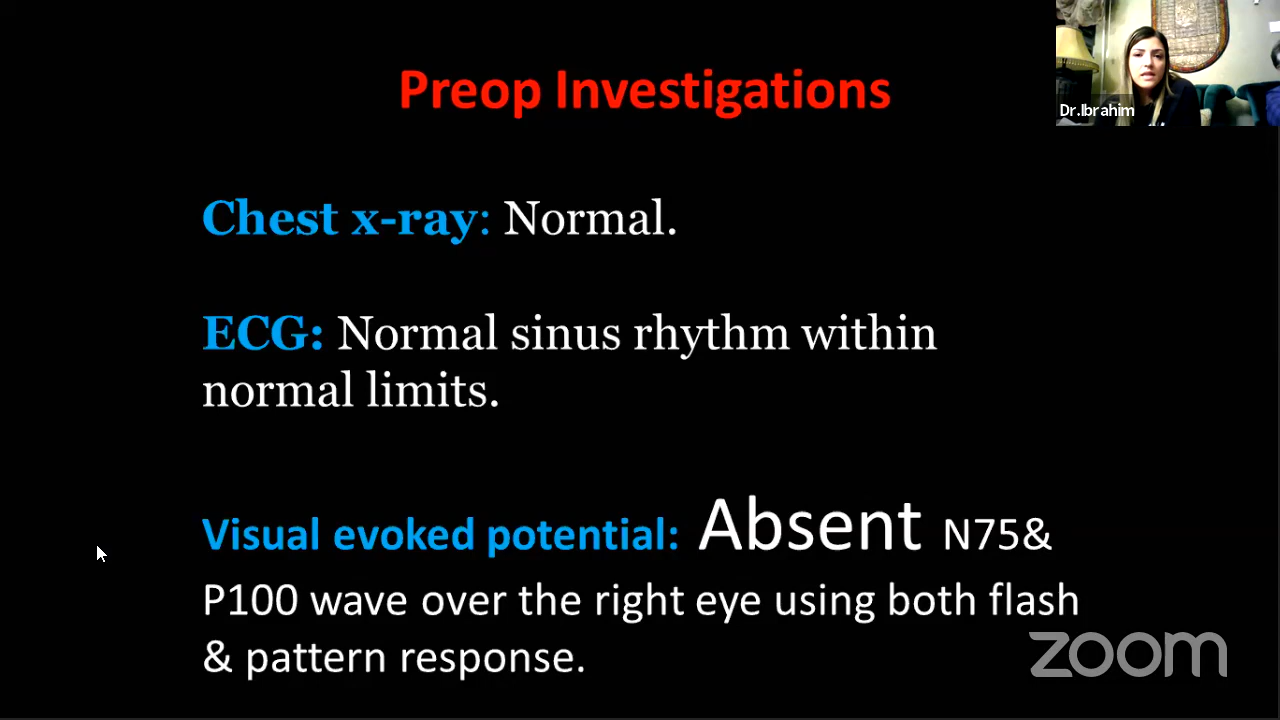 Preop Investigations
Dr.Ibrahim
Chest x-ray: Normal.
ECG: Normal sinus rhythm within
normal limits.
Visual evoked potential: Absent N75&
P100 wave over the right eye using both flash
& pattern response.
zoom